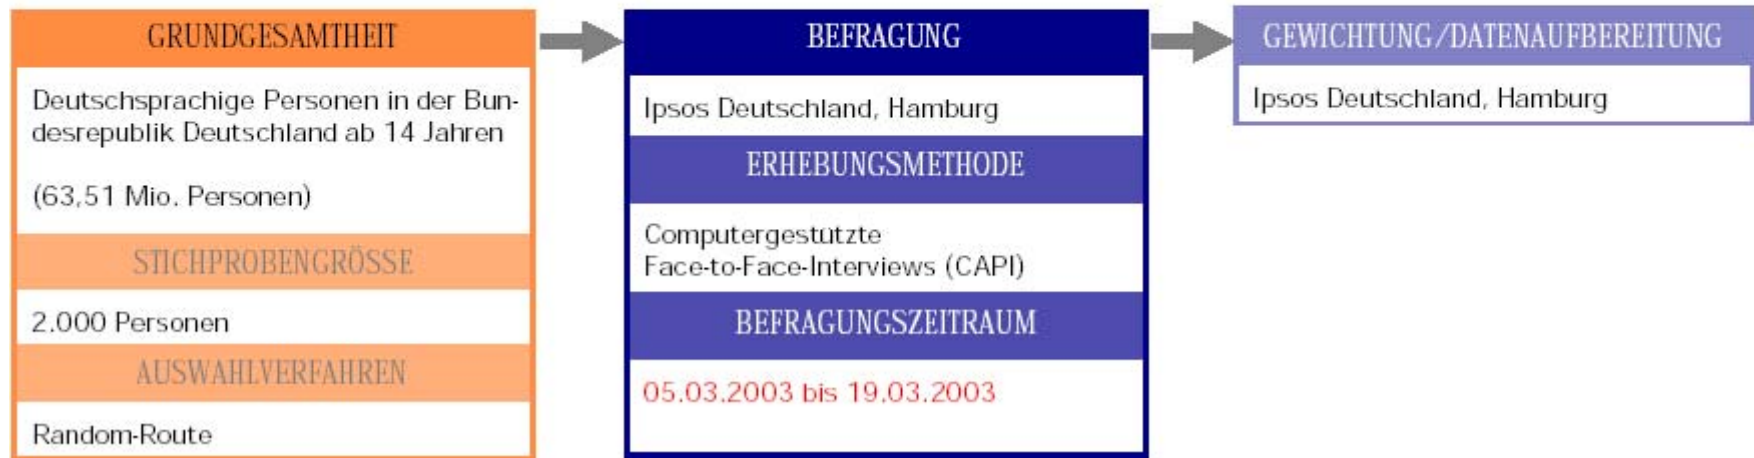 GRUNDGESAMTHEIT
Deutschsprachige Personen in der Bun-
desrepublik Deutschland ab 14 Jahren
(63,51 Mio. Personen)
STICHPROBENGRÖSSE
2.000 Personen
AUSWAHLVERFAHREN
Random-Route
BEFRAGUNG
Ipsos Deutschland, Hamburg
ERHEBUNGSMETHODE
Computergestützte
Face-to-Face-Interviews (CAPI)
BEFRAGUNGSZEITRAUM
05.03.2003 bis 19.03.2003
GEWICHTUNG/DATENAUFBEREITUNG
Ipsos Deutschland, Hamburg